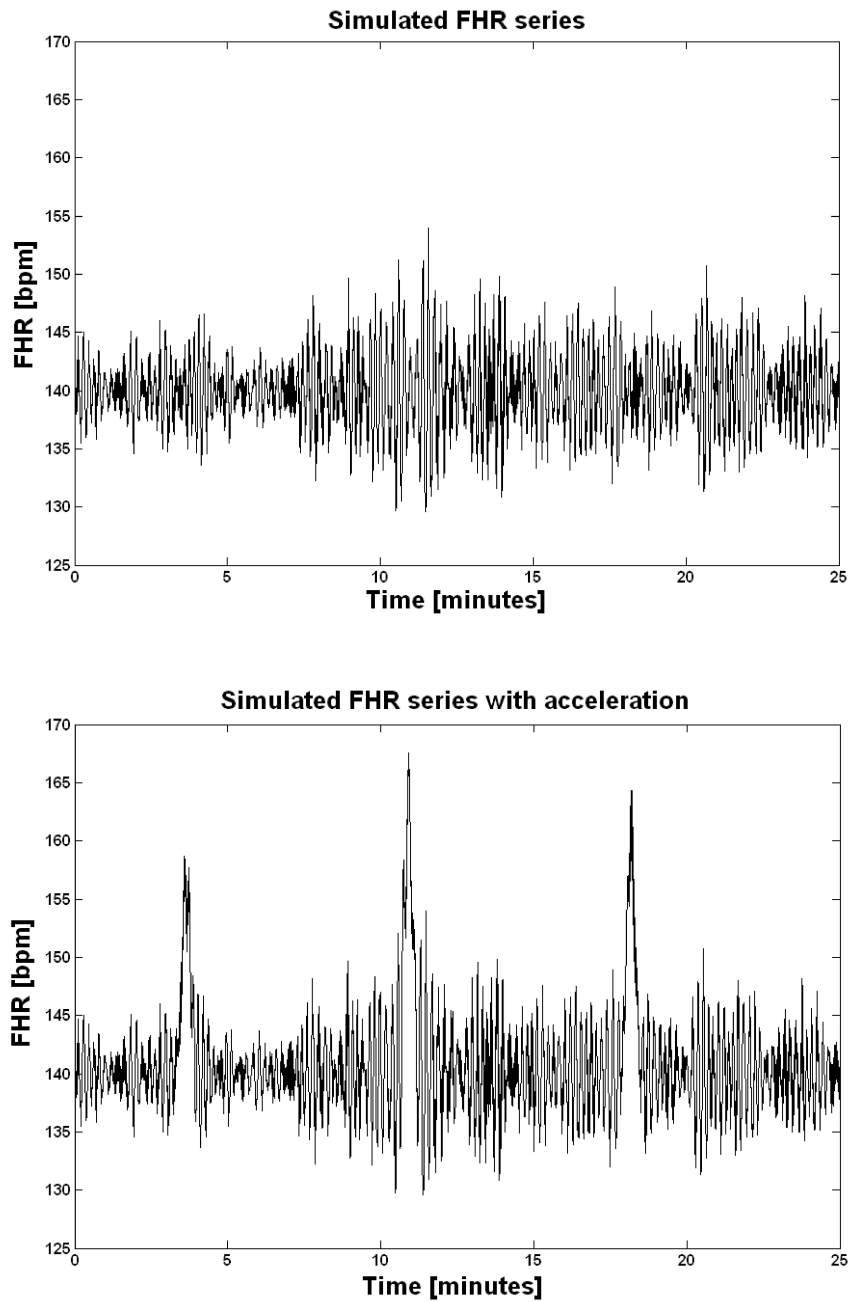 Simulated FHR series
170
165
160
155
150
145
140
135
130
125
FHR [bpm]
0 5 10 15 20 25
Time [minutes]
Simulated FHR series with acceleration
170
165
160
155
150
145
140
135
130
125
FHR [bpm]
0 5 10 15 20 25
Time [minutes]